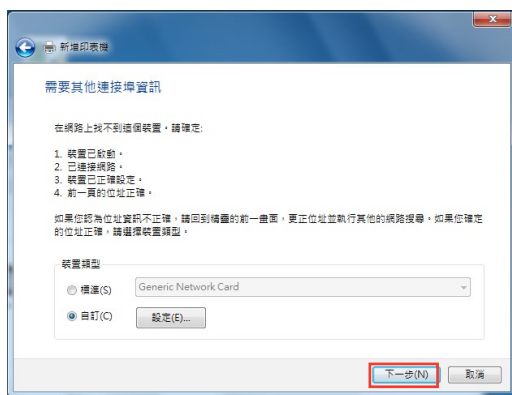 新增印表機
需要其他連接埠資訊
在網路上找不到這個裝置。請確定:
1. 裝置已啟動。
2. 已連接網路。
3. 裝置已正確設定。
4. 前一頁的位址正確。
如果您認為位址資訊不正確，請回到精靈的前一畫面，更正位址並執行其他的網路搜尋。如果您確定
的位址正確，請選擇裝置類型。
裝置類型
標準(S)
Generic Network Card
自訂(C)
設定(E)...
下一步(N)
取消